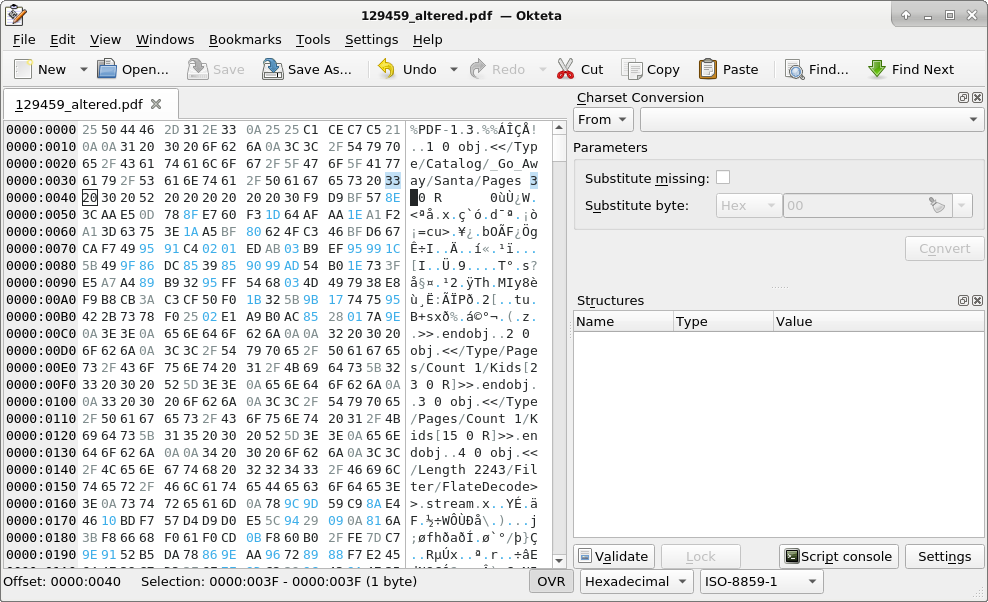 129459_altered.pdf — Okteta
File Edit View Windows Bookmarks Tools Settings Help
New Open... Save Save As... Undo Redo Cut Copy Paste Find... Find Next
129459_altered.pdf
0000:0000 25 50 44 46 2D 31 2E 33 0A 25 25 C1 CE C7 C5 21 %PDF-1.3.%%ÁÎÇÅ!
0000:0010 0A 0A 31 20 30 20 6F 62 6A 0A 3C 3C 2F 54 79 70 ..1 0 obj.<</Typ
0000:0020 65 2F 43 61 74 61 6C 6F 67 2F 5F 47 6F 5F 41 77 e/Catalog/_Go_Aw
0000:0030 61 79 2F 53 61 6E 74 61 2F 50 61 67 65 73 20 33 ay/Santa/Pages 3
0000:0040 20 30 20 52 20 20 20 20 20 30 F9 D9 BF 57 8E 0 R 0ùÙ¿W.
0000:0050 3C AA E5 0D 78 8F E7 60 F3 1D 64 AF AA 1E A1 F2 <ªå.x.ç`ó.d¯ª.¡ò
0000:0060 A1 3D 63 75 3E 1A A5 BF 80 62 4F C3 46 BF D6 67 ¡=cu>.¥¿.bOÃF¿Ög
0000:0070 CA F7 49 95 91 C4 02 01 ED AB 03 B9 EF 95 99 1C Ê÷I..Ä..í«.¹ï...
0000:0080 5B 49 9F 86 DC 85 39 85 90 99 AD 54 B0 1E 73 3F [I..Ü.9....T°.s?
0000:0090 E5 A7 A4 89 B9 32 95 FF 54 68 03 4D 49 79 38 E8 å§¤.¹2.ÿTh.MIy8è
0000:00A0 F9 B8 CB 3A C3 CF 50 F0 1B 32 5B 9B 17 74 75 95 ù¸Ë:ÃÏPð.2[..tu.
0000:00B0 42 2B 73 78 F0 25 02 E1 A9 B0 AC 85 28 01 7A 9E B+sxð%.á©°¬.(.z.
0000:00C0 0A 3E 3E 0A 65 6E 64 6F 62 6A 0A 0A 32 20 30 20 .>>.endobj..2 0
0000:00D0 6F 62 6A 0A 3C 3C 2F 54 79 70 65 2F 50 61 67 65 obj.<</Type/Page
0000:00E0 73 2F 43 6F 75 6E 74 20 31 2F 4B 69 64 73 5B 32 s/Count 1/Kids[2
0000:00F0 33 20 30 20 52 5D 3E 3E 0A 65 6E 64 6F 62 6A 0A 3 0 R]>>.endobj.
0000:0100 0A 33 20 30 20 6F 62 6A 0A 3C 3C 2F 54 79 70 65 .3 0 obj.<</Type
0000:0110 2F 50 61 67 65 73 2F 43 6F 75 6E 74 20 31 2F 4B /Pages/Count 1/K
0000:0120 69 64 73 5B 31 35 20 30 20 52 5D 3E 3E 0A 65 6E ids[15 0 R]>>.en
0000:0130 64 6F 62 6A 0A 0A 34 20 30 20 6F 62 6A 0A 3C 3C dobj..4 0 obj.<<
0000:0140 2F 4C 65 6E 67 74 68 20 32 32 34 33 2F 46 69 6C /Length 2243/Fil
0000:0150 74 65 72 2F 46 6C 61 74 65 44 65 63 6F 64 65 3E ter/FlateDecode>
0000:0160 3E 0A 73 74 72 65 61 6D 0A 78 9C 9D 59 C9 8A E4 >.stream.x..YÉ.ä
0000:0170 46 10 BD F7 57 D4 D9 D0 E5 5C 94 29 09 0A 81 6A F.½÷WÔÙÐå\.)...j
0000:0180 3B F8 66 68 F0 61 F0 CD 0B F8 60 B0 2F FE 7D C7 ;øfhðaðÍ.ø`°/þ}Ç
0000:0190 9E 91 52 B5 DA 78 86 9E AA 96 72 89 88 F7 E2 45 ..RµÚx..ª.r..÷âE
Charset Conversion
From
Parameters
Substitute missing:
Substitute byte: Hex 00
Convert
Structures
Name Type Value
Validate Lock Script console Settings
Offset: 0000:0040 Selection: 0000:003F - 0000:003F (1 byte) OVR Hexadecimal ISO-8859-1